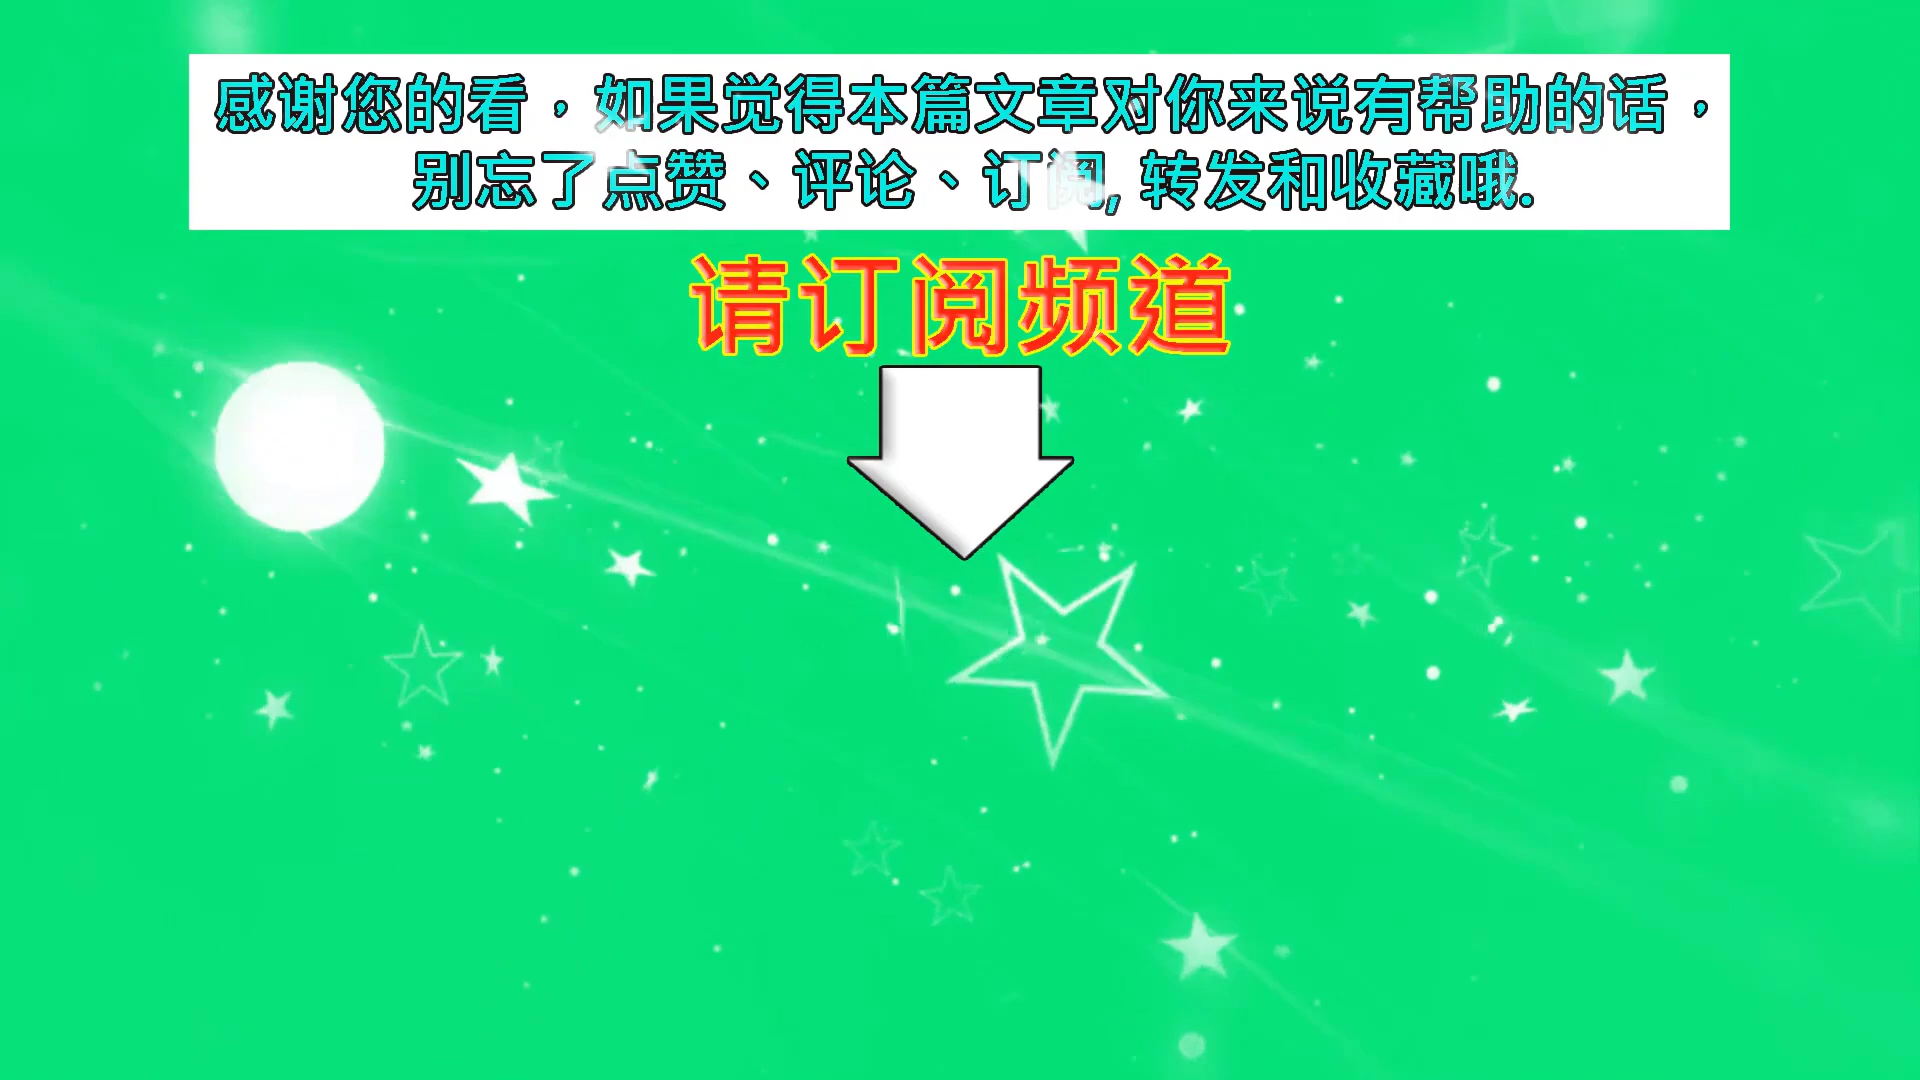 感谢您的看，如果觉得本篇文章对你来说有帮助的话，
别忘了点赞、评论、订阅, 转发和收藏哦.
请订阅频道